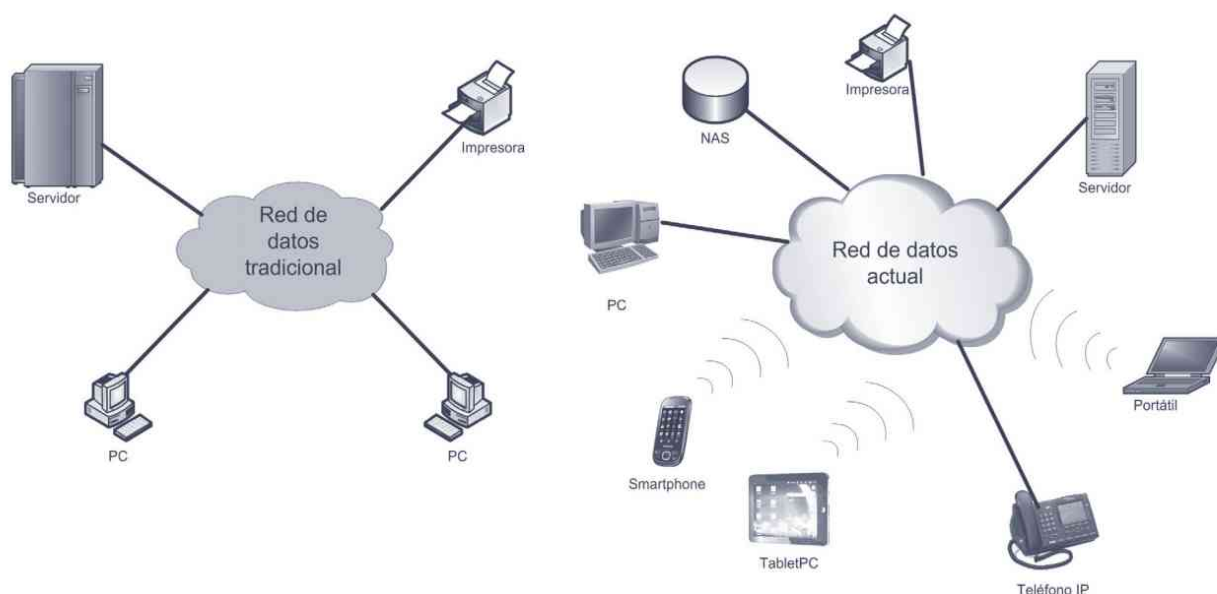 Servidor
Impresora
Red de
datos
tradicional
PC
PC
NAS
Impresora
Servidor
PC
Red de datos
actual
Smartphone
TabletPC
Portátil
Teléfono IP